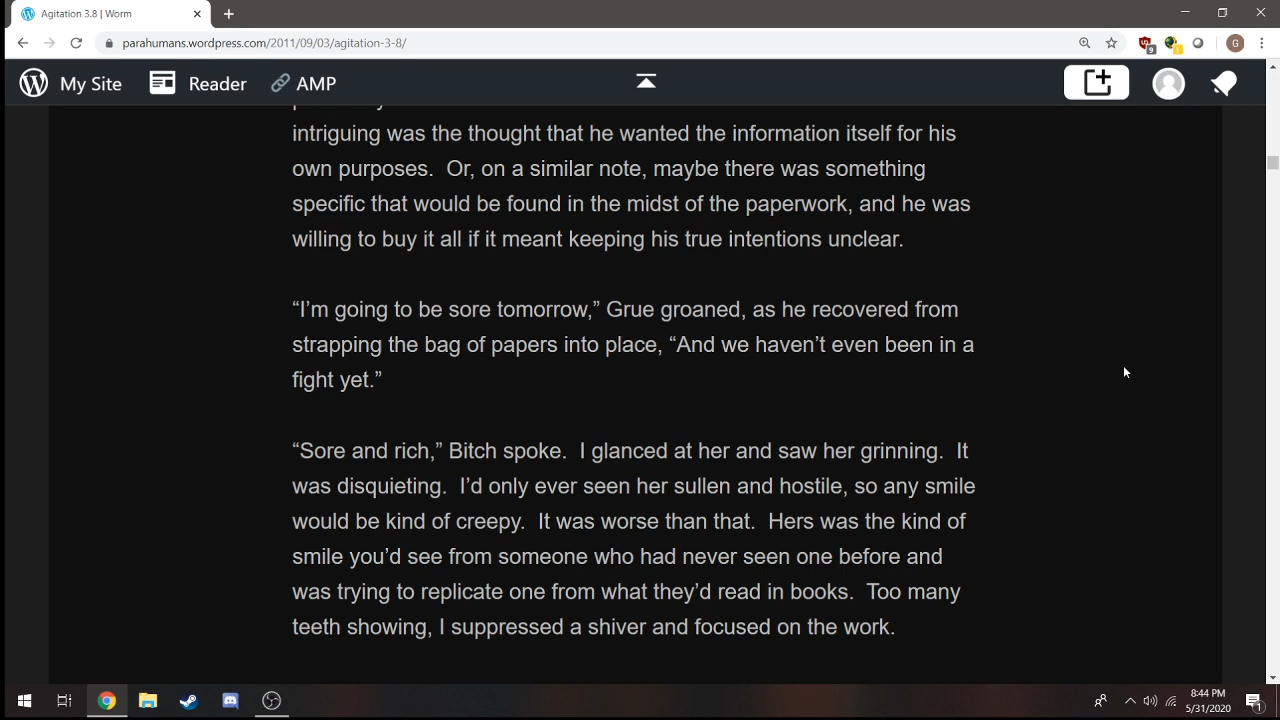 Agitation 3.8 | Worm
parahumans.wordpress.com/2011/09/03/agitation-3-8/
G
9
1
My Site
Reader
AMP
intriguing was the thought that he wanted the information itself for his
own purposes.  Or, on a similar note, maybe there was something
specific that would be found in the midst of the paperwork, and he was
willing to buy it all if it meant keeping his true intentions unclear.
“I’m going to be sore tomorrow,” Grue groaned, as he recovered from
strapping the bag of papers into place, “And we haven’t even been in a
fight yet.”
“Sore and rich,” Bitch spoke.  I glanced at her and saw her grinning.  It
was disquieting.  I’d only ever seen her sullen and hostile, so any smile
would be kind of creepy.  It was worse than that.  Hers was the kind of
smile you’d see from someone who had never seen one before and
was trying to replicate one from what they’d read in books.  Too many
teeth showing, I suppressed a shiver and focused on the work.
8:44 PM
5/31/2020
1